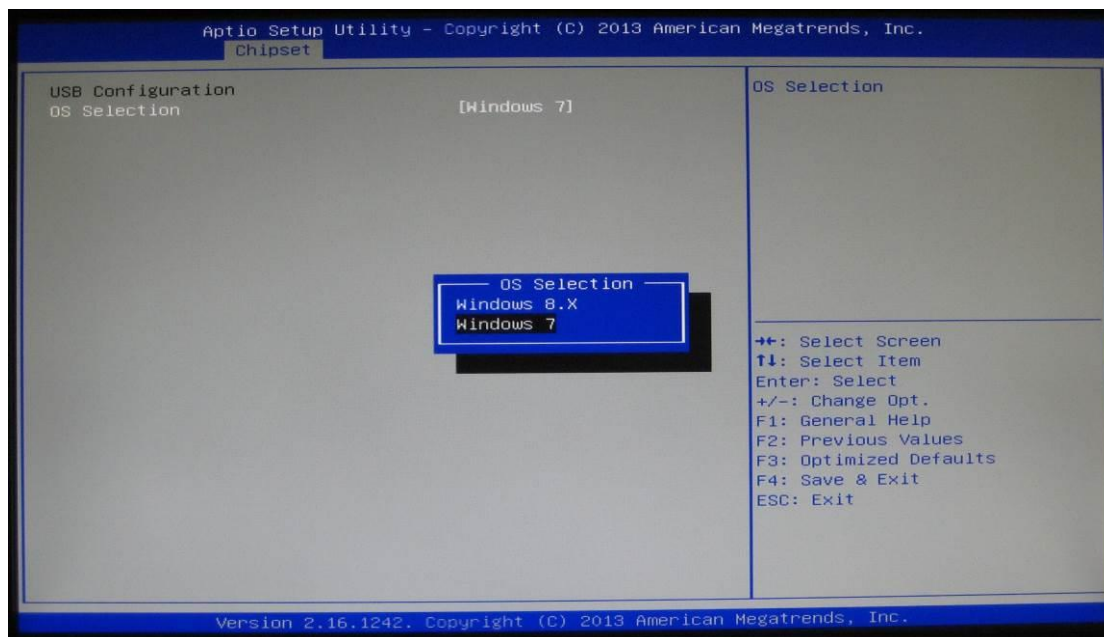 Aptio Setup Utility – Copyright (C) 2013 American Megatrends, Inc.
Chipset
USB Configuration
OS Selection [Windows 7]
OS Selection
Windows 8.X
Windows 7
OS Selection
→←: Select Screen
↑↓: Select Item
Enter: Select
+/-: Change Opt.
F1: General Help
F2: Previous Values
F3: Optimized Defaults
F4: Save & Exit
ESC: Exit
Version 2.16.1242. Copyright (C) 2013 American Megatrends, Inc.